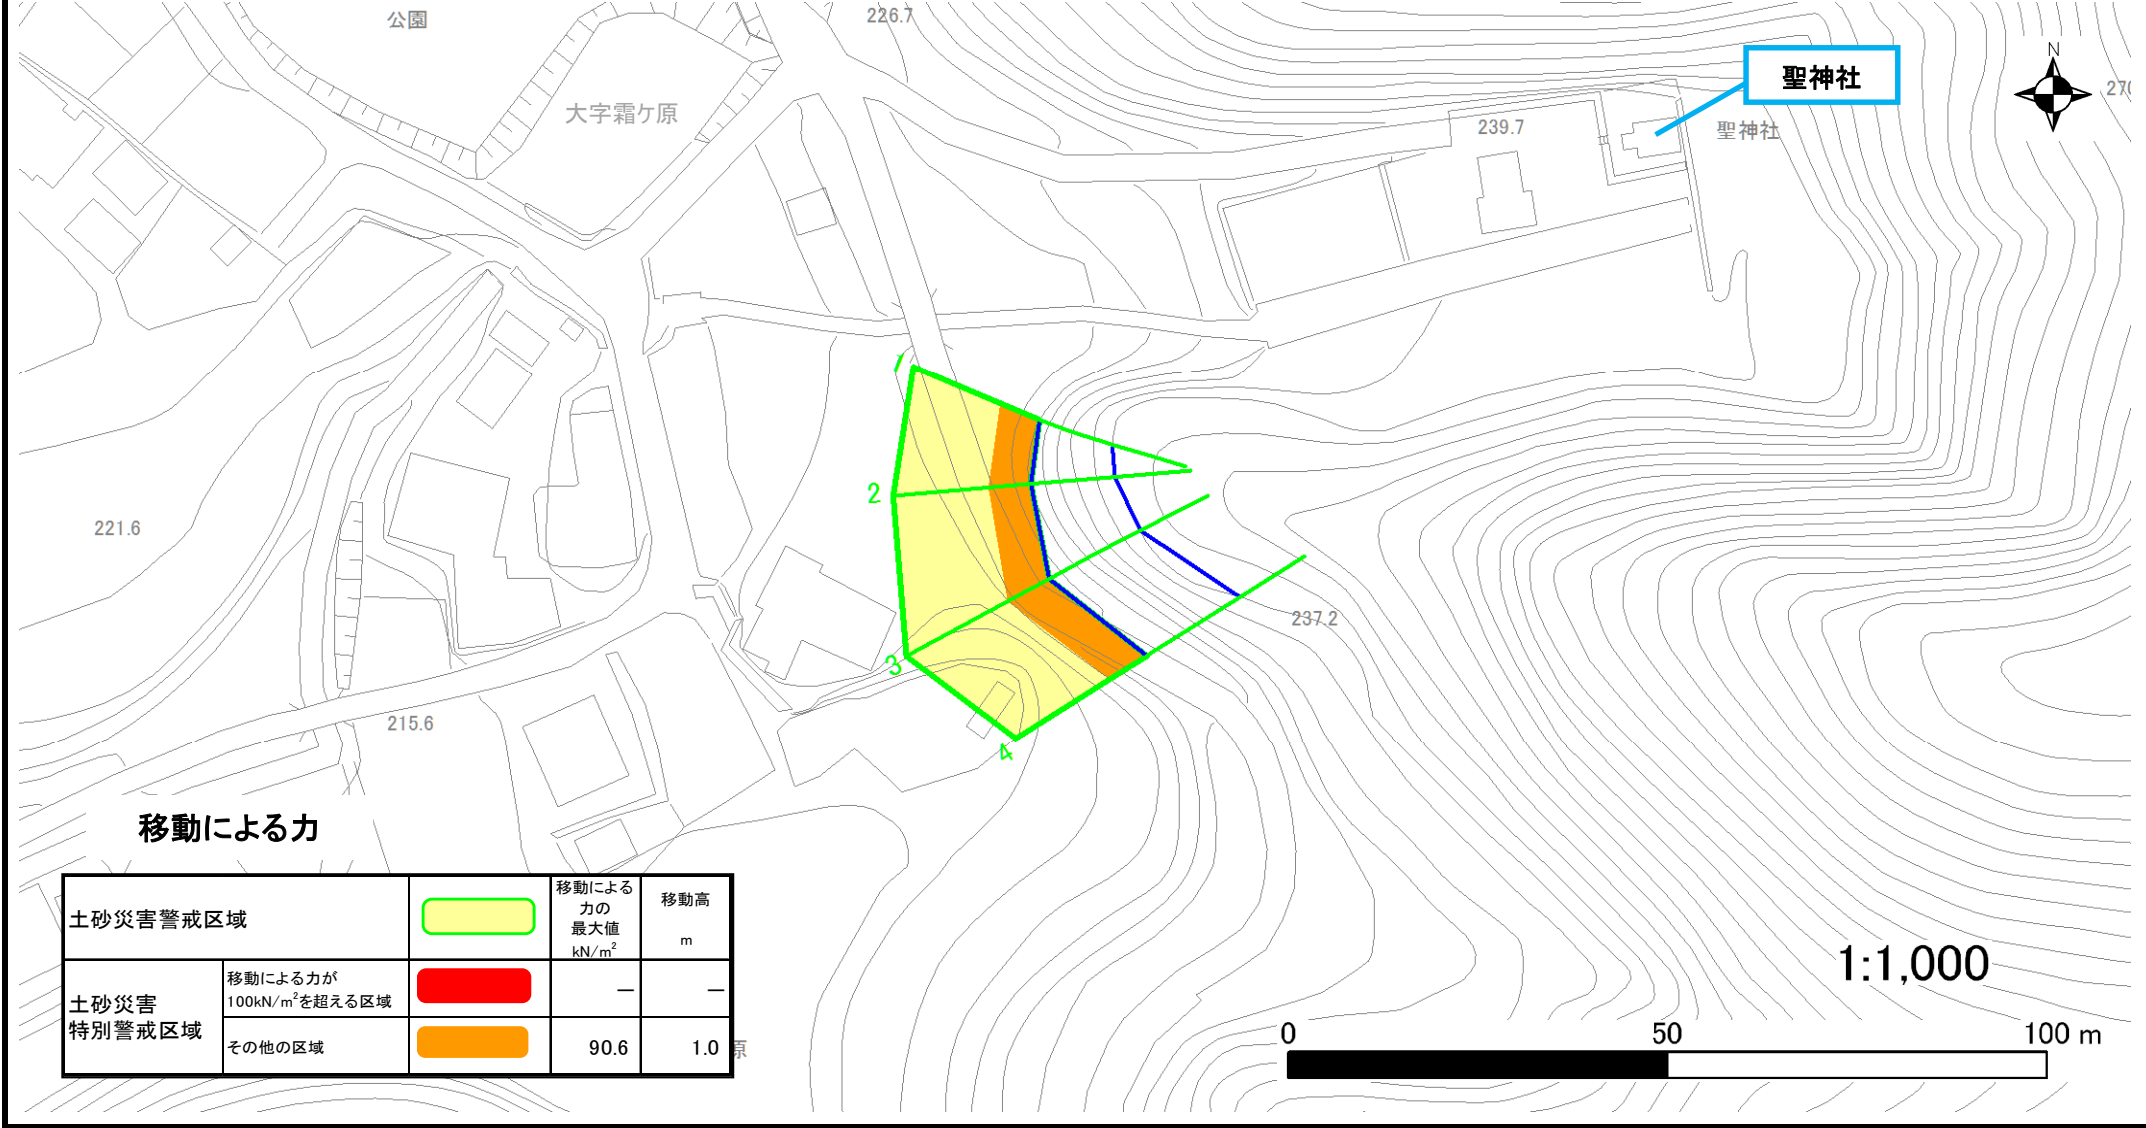 公園
226.7
聖神社
N
270
大字霜ケ原
239.7
聖神社
1
2
221.6
237.2
3
215.6
4
移動による力
土砂災害警戒区域
移動による
力の
最大値
kN/m²
移動高
m
土砂災害
特別警戒区域
移動による力が
100kN/m²を超える区域
－
－
その他の区域
90.6
1.0
原
1:1,000
0
50
100 m